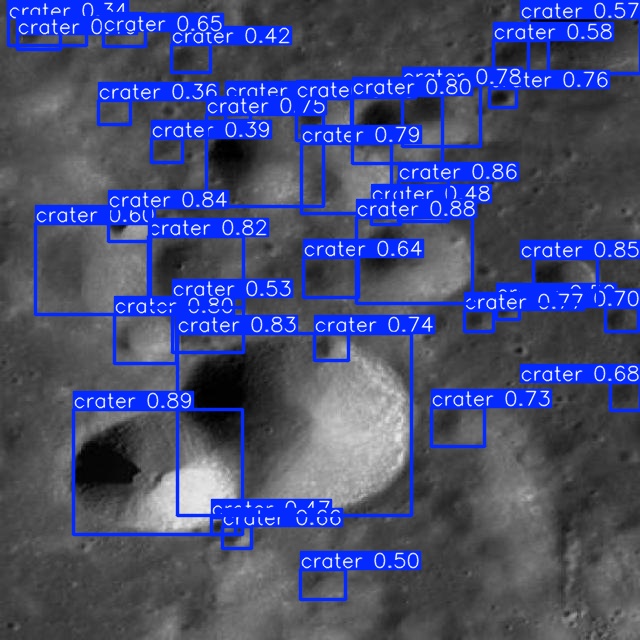 crater 0.34
crater 0.57
crater 0.65
crater 0.58
crater 0.42
crater 0.78
crater 0.76
crater 0.80
crater 0.36
crater
crate
crater 0.75
crater 0.39
crater 0.79
crater 0.86
crater 0.48
crater 0.84
crater 0.88
crater 0.60
crater 0.82
crater 0.64
crater 0.85
crater 0.53
crater 0.77
0.70
crater 0.80
crater 0.83
crater 0.74
crater 0.68
crater 0.89
crater 0.73
crater 0.47
crater 0.66
crater 0.50